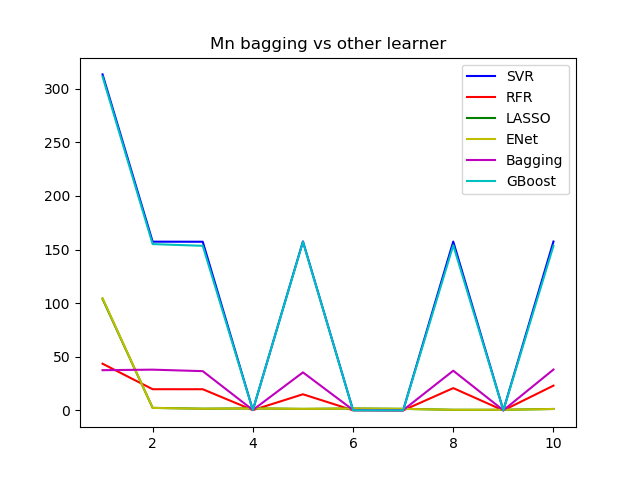 Mn bagging vs other learner
300
250
200
150
100
50
0
2 4 6 8 10
SVR
RFR
LASSO
ENet
Bagging
GBoost